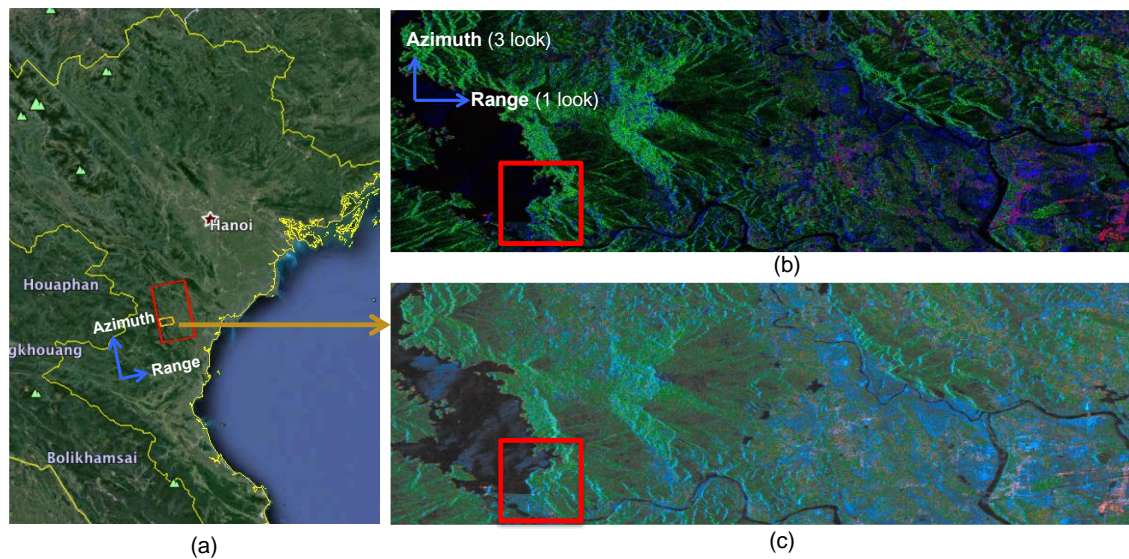 Hanoi
Houaphan
Azimuth
gkhouang
Range
Bolikhamsai
(a)
Azimuth (3 look)
Range (1 look)
(b)
(c)